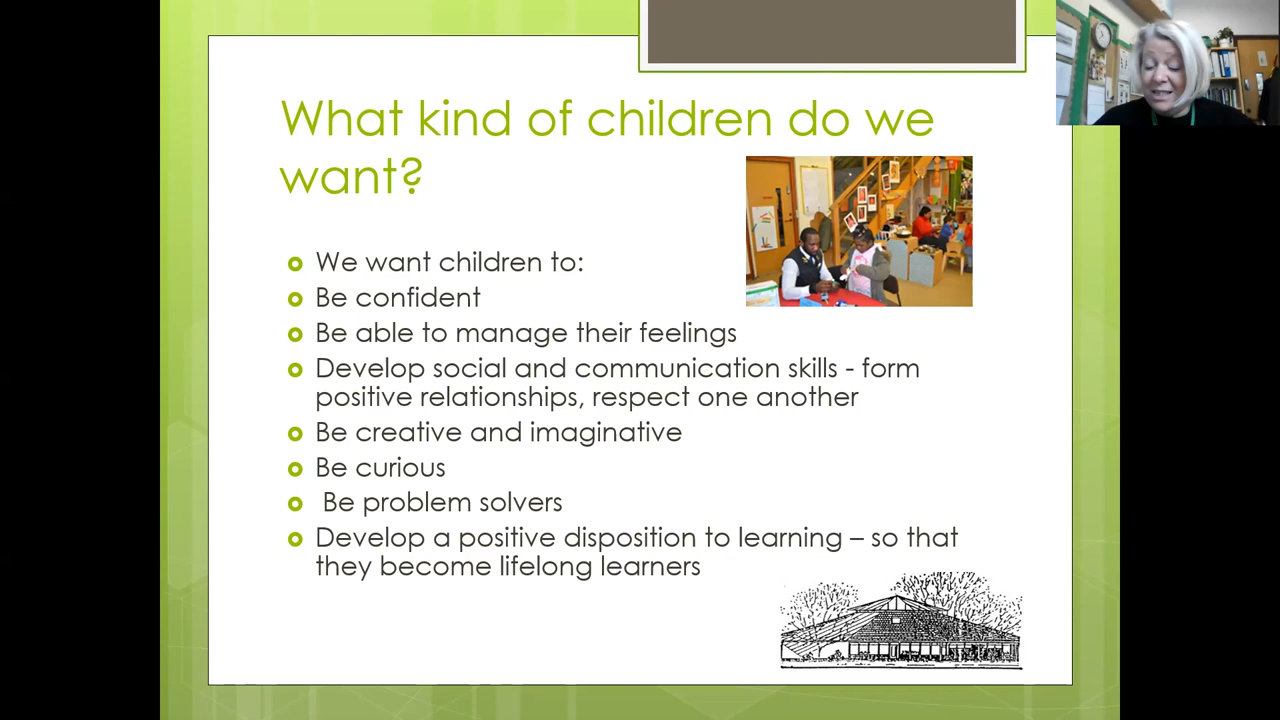 What kind of children do we
want?
We want children to:
Be confident
Be able to manage their feelings
Develop social and communication skills - form
positive relationships, respect one another
Be creative and imaginative
Be curious
Be problem solvers
Develop a positive disposition to learning – so that
they become lifelong learners